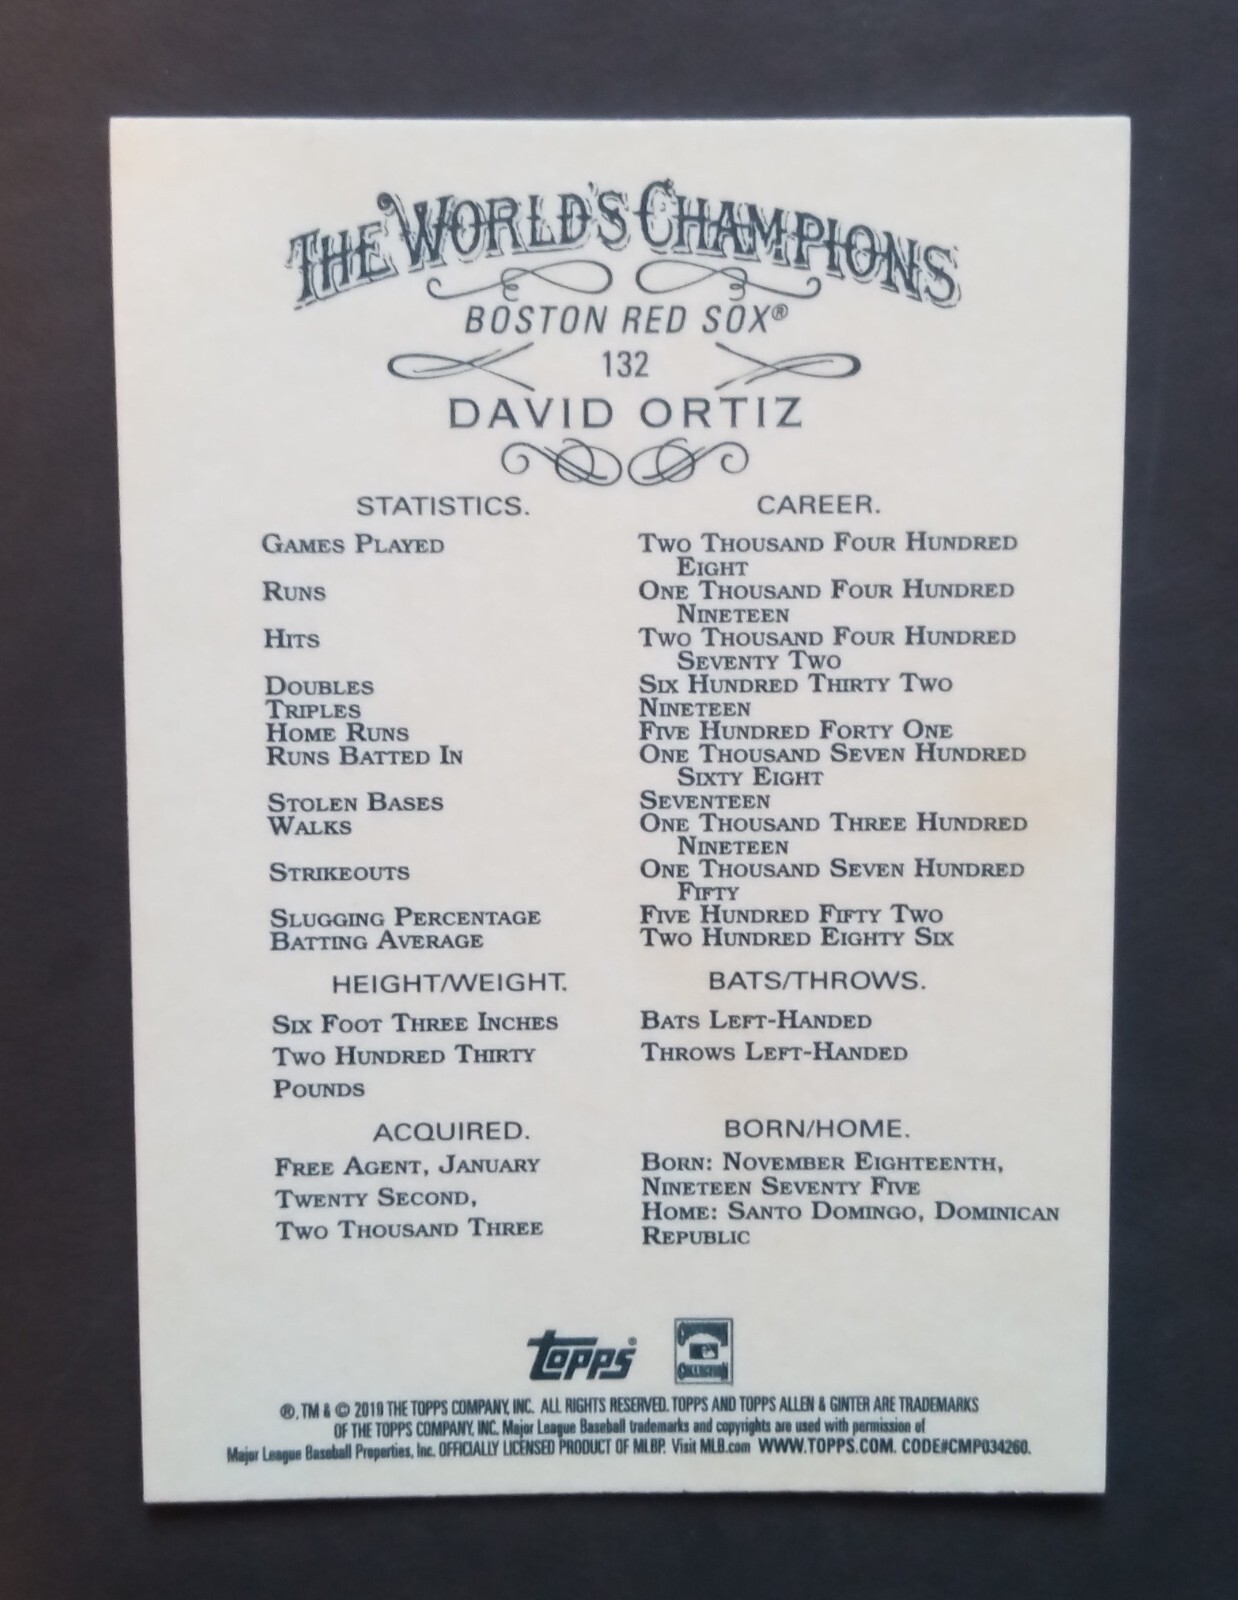 THE WORLD'S CHAMPIONS
BOSTON RED SOX®
132
DAVID ORTIZ
STATISTICS. CAREER.
GAMES PLAYED TWO THOUSAND FOUR HUNDRED
EIGHT
RUNS ONE THOUSAND FOUR HUNDRED
NINETEEN
HITS TWO THOUSAND FOUR HUNDRED
SEVENTY TWO
DOUBLES SIX HUNDRED THIRTY TWO
TRIPLES NINETEEN
HOME RUNS FIVE HUNDRED FORTY ONE
RUNS BATTED IN ONE THOUSAND SEVEN HUNDRED
SIXTY EIGHT
STOLEN BASES SEVENTEEN
WALKS ONE THOUSAND THREE HUNDRED
NINETEEN
STRIKEOUTS ONE THOUSAND SEVEN HUNDRED
FIFTY
SLUGGING PERCENTAGE FIVE HUNDRED FIFTY TWO
BATTING AVERAGE TWO HUNDRED EIGHTY SIX
HEIGHT/WEIGHT.
SIX FOOT THREE INCHES
TWO HUNDRED THIRTY
POUNDS
BATS/THROWS.
BATS LEFT-HANDED
THROWS LEFT-HANDED
ACQUIRED.
FREE AGENT, JANUARY
TWENTY SECOND,
TWO THOUSAND THREE
BORN/HOME.
BORN: NOVEMBER EIGHTEENTH,
NINETEEN SEVENTY FIVE
HOME: SANTO DOMINGO, DOMINICAN
REPUBLIC
Topps®
COLLECTION
®, TM & © 2019 THE TOPPS COMPANY, INC. ALL RIGHTS RESERVED. TOPPS AND TOPPS ALLEN & GINTER ARE TRADEMARKS
OF THE TOPPS COMPANY, INC. Major League Baseball trademarks and copyrights are used with permission of
Major League Baseball Properties, Inc. OFFICIALLY LICENSED PRODUCT OF MLBP. Visit MLB.com WWW.TOPPS.COM. CODE#CMP034260.